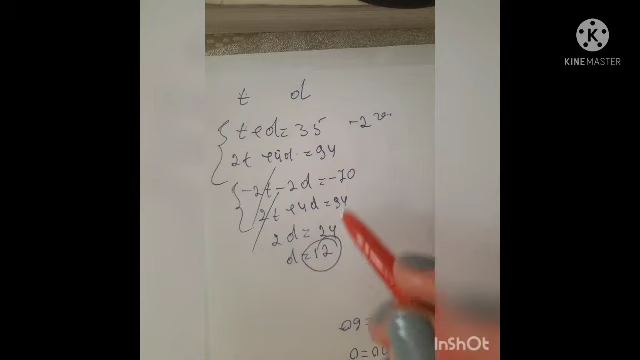 K
KINEMASTER
t d
t+d=35 -2
2t+4d=94
-2t-2d=-70
2t+4d=94
2d=24
d=12
InShOt